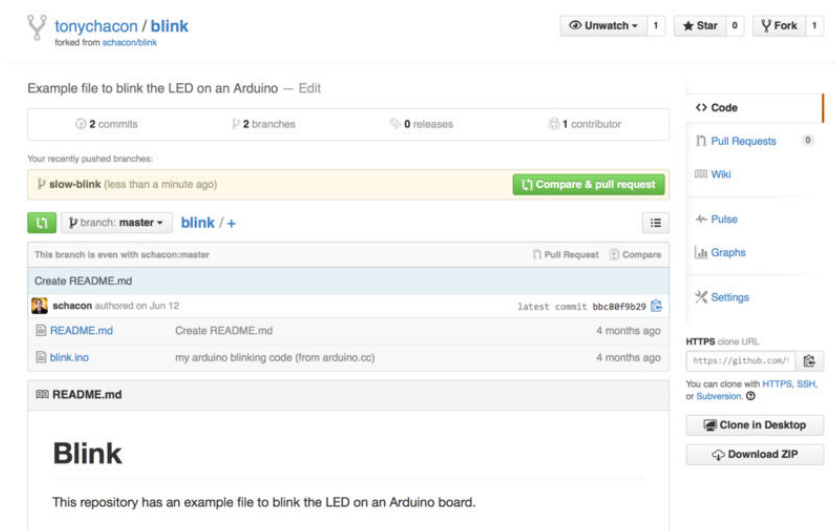 tonychacon / blink
forked from schacon/blink
Unwatch 1 Star 0 Fork 1
Example file to blink the LED on an Arduino — Edit
2 commits 2 branches 0 releases 1 contributor
Your recently pushed branches:
slow-blink (less than a minute ago) Compare & pull request
branch: master blink / +
This branch is even with schacon:master Pull Request Compare
Create README.md
schacon authored on Jun 12 latest commit bbc80f9b29
README.md Create README.md 4 months ago
blink.ino my arduino blinking code (from arduino.cc) 4 months ago
README.md
Blink
This repository has an example file to blink the LED on an Arduino board.
Code
Pull Requests 0
Wiki
Pulse
Graphs
Settings
HTTPS clone URL
https://github.com/
You can clone with HTTPS, SSH,
or Subversion.
Clone in Desktop
Download ZIP